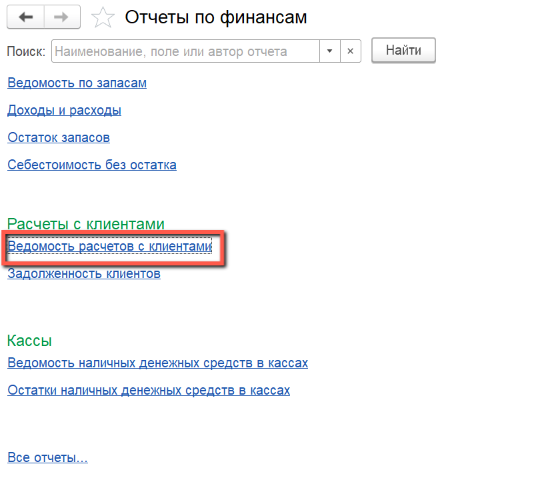 Отчеты по финансам
Поиск: Наименование, поле или автор отчета Найти
Ведомость по запасам
Доходы и расходы
Остаток запасов
Себестоимость без остатка
Расчеты с клиентами
Ведомость расчетов с клиентами
Задолженность клиентов
Кассы
Ведомость наличных денежных средств в кассах
Остатки наличных денежных средств в кассах
Все отчеты...